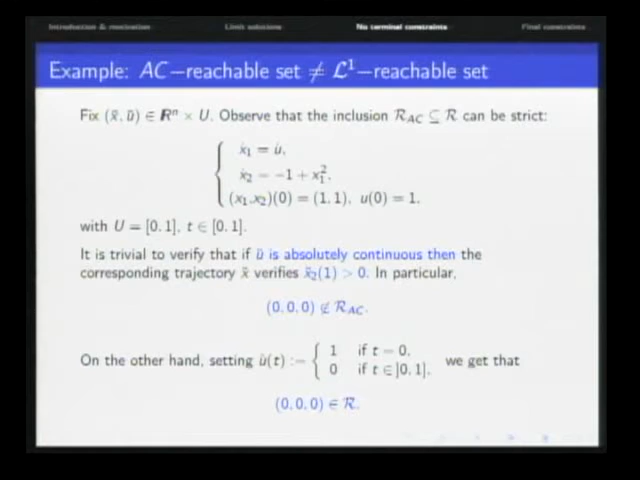 Introduction & motivation Limit solutions No terminal constraints Final constraints
Example: AC−reachable set ≠ 𝓛¹−reachable set
Fix (x̄, ū) ∈ Rⁿ × U. Observe that the inclusion R_AC ⊆ R can be strict:
ẋ₁ = u̇,
ẋ₂ = −1 + x₁²,
(x₁, x₂)(0) = (1, 1), u(0) = 1,
with U = [0, 1], t ∈ [0, 1].
It is trivial to verify that if ũ is absolutely continuous then the
corresponding trajectory x̃ verifies x̃₂(1) > 0. In particular,
(0, 0, 0) ∉ R_AC.
On the other hand, setting û(t) := { 1 if t = 0, 0 if t ∈]0, 1], we get that
(0, 0, 0) ∈ R.